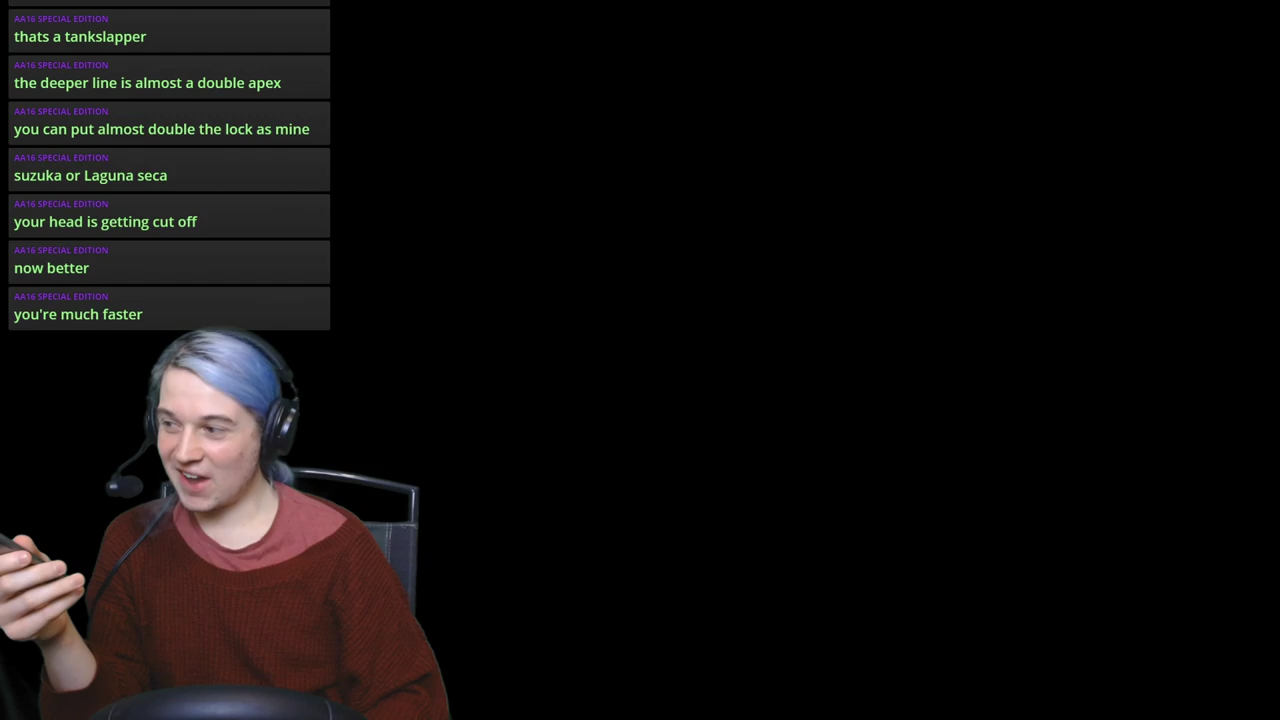 AA16 SPECIAL EDITION
thats a tankslapper
AA16 SPECIAL EDITION
the deeper line is almost a double apex
AA16 SPECIAL EDITION
you can put almost double the lock as mine
AA16 SPECIAL EDITION
suzuka or Laguna seca
AA16 SPECIAL EDITION
your head is getting cut off
AA16 SPECIAL EDITION
now better
AA16 SPECIAL EDITION
you're much faster